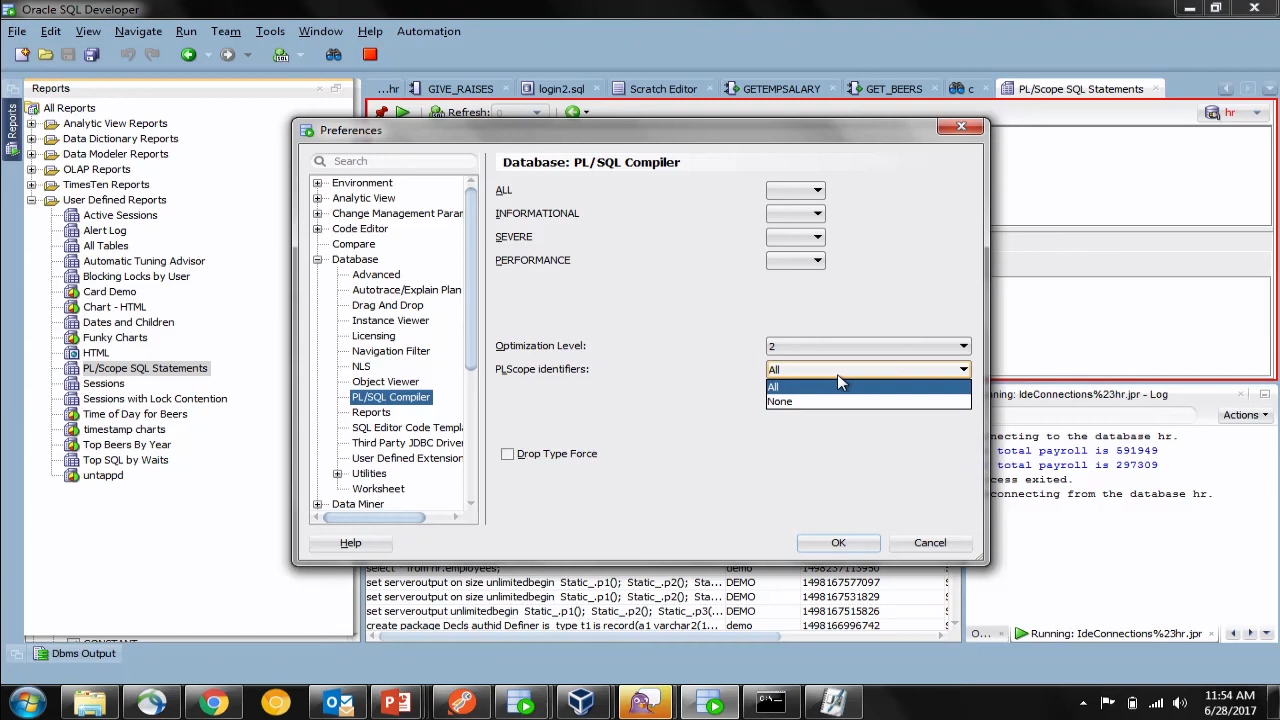 Oracle SQL Developer
File Edit View Navigate Run Team Tools Window Help Automation
Reports
...hr GIVE_RAISES login2.sql Scratch Editor GETEMPSALARY GET_BEERS c PL/Scope SQL Statements
Refresh: 0
hr
Reports
All Reports
Analytic View Reports
Data Dictionary Reports
Data Modeler Reports
OLAP Reports
TimesTen Reports
User Defined Reports
Active Sessions
Alert Log
All Tables
Automatic Tuning Advisor
Blocking Locks by User
Card Demo
Chart - HTML
Dates and Children
Funky Charts
HTML
PL/Scope SQL Statements
Sessions
Sessions with Lock Contention
Time of Day for Beers
timestamp charts
Top Beers By Year
Top SQL by Waits
untappd
Preferences
Search
Environment
Analytic View
Change Management Param
Code Editor
Compare
Database
Advanced
Autotrace/Explain Plan
Drag And Drop
Instance Viewer
Licensing
Navigation Filter
NLS
Object Viewer
PL/SQL Compiler
Reports
SQL Editor Code Templ
Third Party JDBC Driver
User Defined Extension
Utilities
Worksheet
Data Miner
Database: PL/SQL Compiler
ALL
INFORMATIONAL
SEVERE
PERFORMANCE
Optimization Level: 2
PLScope identifiers: All
All
None
Drop Type Force
Help OK Cancel
ning: IdeConnections%23hr.jpr - Log
Actions
necting to the database hr.
total payroll is 591949
total payroll is 297309
cess exited.
connecting from the database hr.
select * from hr.employees; demo 1498237113950
set serveroutput on size unlimitedbegin Static_.p1(); Static_.p2(); Sta... DEMO 1498167577097
set serveroutput on size unlimitedbegin Static_.p1(); Static_.p2(); Sta... DEMO 1498167531829
set serveroutput unlimitedbegin Static_.p1(); Static_.p2(); Static_.p3(... DEMO 1498167515826
create package Decls authid Definer is type t1 is record(a1 varchar2(1... demo 1498166996742
O... Running: IdeConnections%23hr.jpr
Dbms Output
11:54 AM
6/28/2017